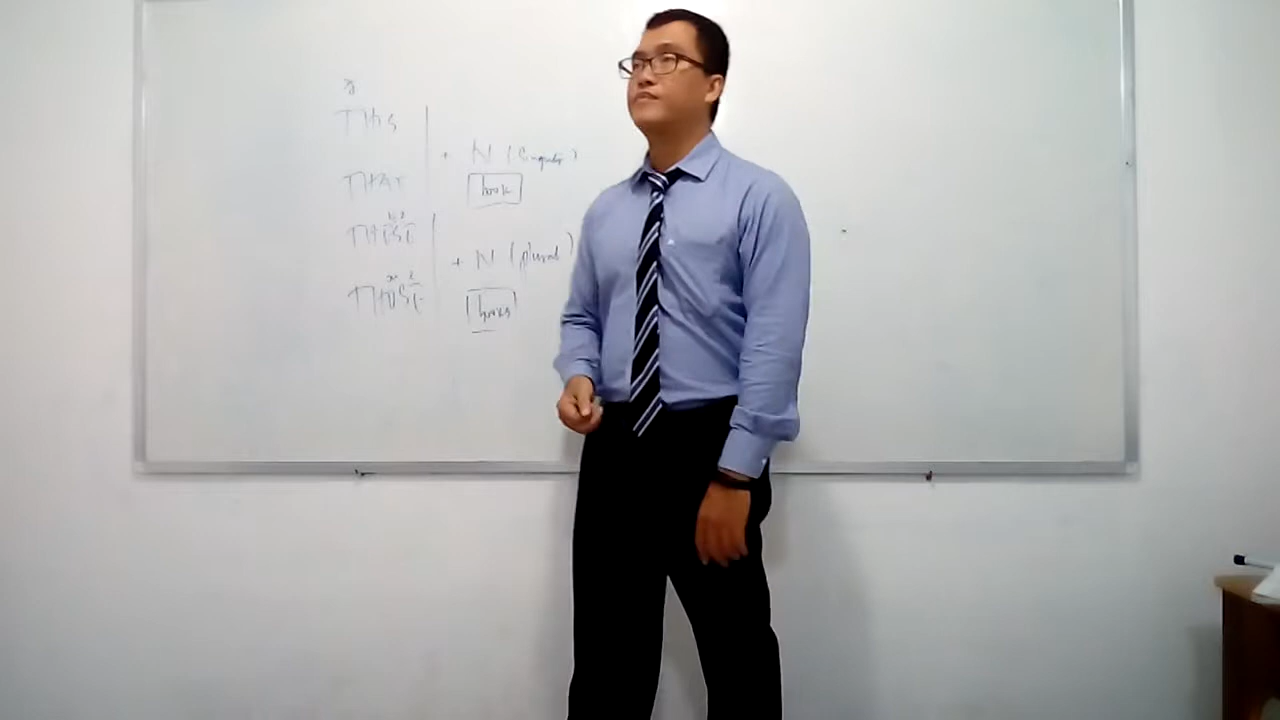 THIS
+ N (Singular)
THAT
book
THESE
+ N (plural)
THOSE
books